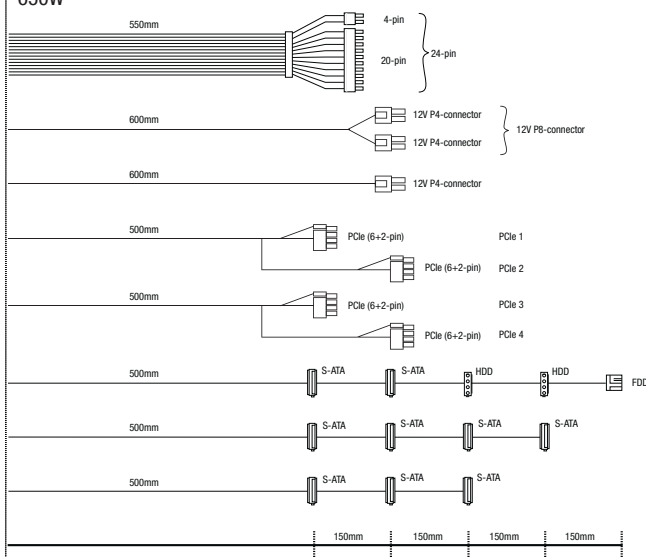 550mm
4-pin
20-pin
24-pin
600mm
12V P4-connector
12V P4-connector
12V P8-connector
600mm
12V P4-connector
500mm
PCIe (6+2-pin)
PCIe 1
PCIe (6+2-pin)
PCIe 2
500mm
PCIe (6+2-pin)
PCIe 3
PCIe (6+2-pin)
PCIe 4
500mm
S-ATA
S-ATA
HDD
HDD
FDD
500mm
S-ATA
S-ATA
S-ATA
S-ATA
500mm
S-ATA
S-ATA
S-ATA
150mm
150mm
150mm
150mm